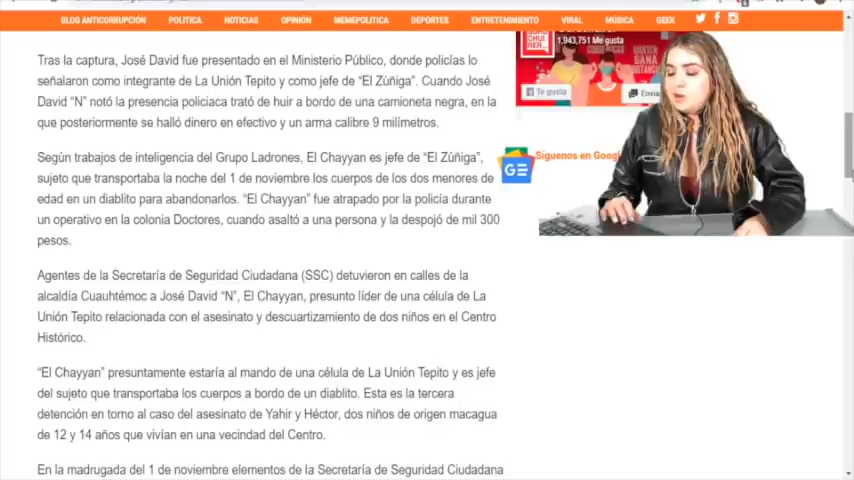 BLOG ANTICORRUPCIÓN POLITICA NOTICIAS OPINIÓN MEMEPOLITICA DEPORTES ENTRETENIMIENTO VIRAL MÚSICA GEEK
1,943,751 Me gusta
Te gusta
Síguenos en Googl
GE
Tras la captura, José David fue presentado en el Ministerio Público, donde policías lo
señalaron como integrante de La Unión Tepito y como jefe de “El Zúñiga”. Cuando José
David “N” notó la presencia policiaca trató de huir a bordo de una camioneta negra, en la
que posteriormente se halló dinero en efectivo y un arma calibre 9 milímetros.
Según trabajos de inteligencia del Grupo Ladrones, El Chayyan es jefe de “El Zúñiga”,
sujeto que transportaba la noche del 1 de noviembre los cuerpos de los dos menores de
edad en un diablito para abandonarlos. “El Chayyan” fue atrapado por la policía durante
un operativo en la colonia Doctores, cuando asaltó a una persona y la despojó de mil 300
pesos.
Agentes de la Secretaría de Seguridad Ciudadana (SSC) detuvieron en calles de la
alcaldía Cuauhtémoc a José David “N”, El Chayyan, presunto líder de una célula de La
Unión Tepito relacionada con el asesinato y descuartizamiento de dos niños en el Centro
Histórico.
“El Chayyan” presuntamente estaría al mando de una célula de La Unión Tepito y es jefe
del sujeto que transportaba los cuerpos a bordo de un diablito. Esta es la tercera
detención en torno al caso del asesinato de Yahir y Héctor, dos niños de origen macagua
de 12 y 14 años que vivían en una vecindad del Centro.
En la madrugada del 1 de noviembre elementos de la Secretaría de Seguridad Ciudadana